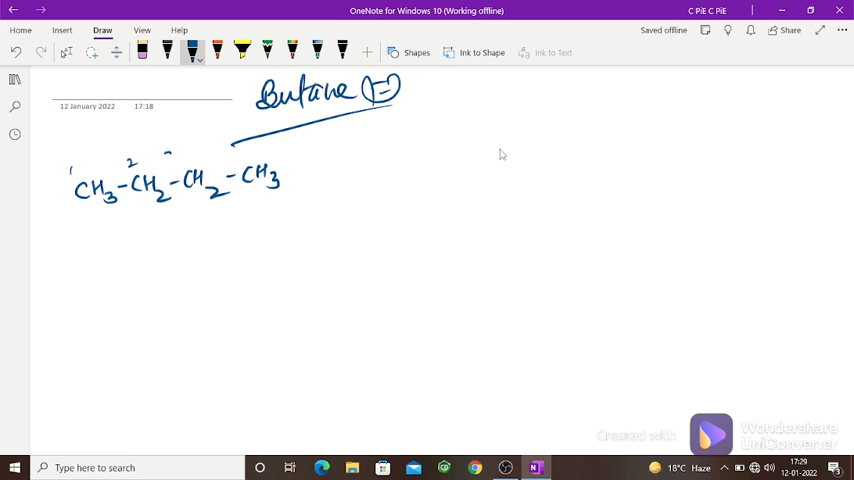 OneNote for Windows 10 (Working offline)
C PiE C PiE
Home Insert Draw View Help
Saved offline Share
Shapes Ink to Shape Ink to Text
Butane
12 January 2022 17:18
1 2
CH3-CH2-CH2-CH3
Created with Wondershare UniConverter
Type here to search
18°C Haze
17:29
12-01-2022
3